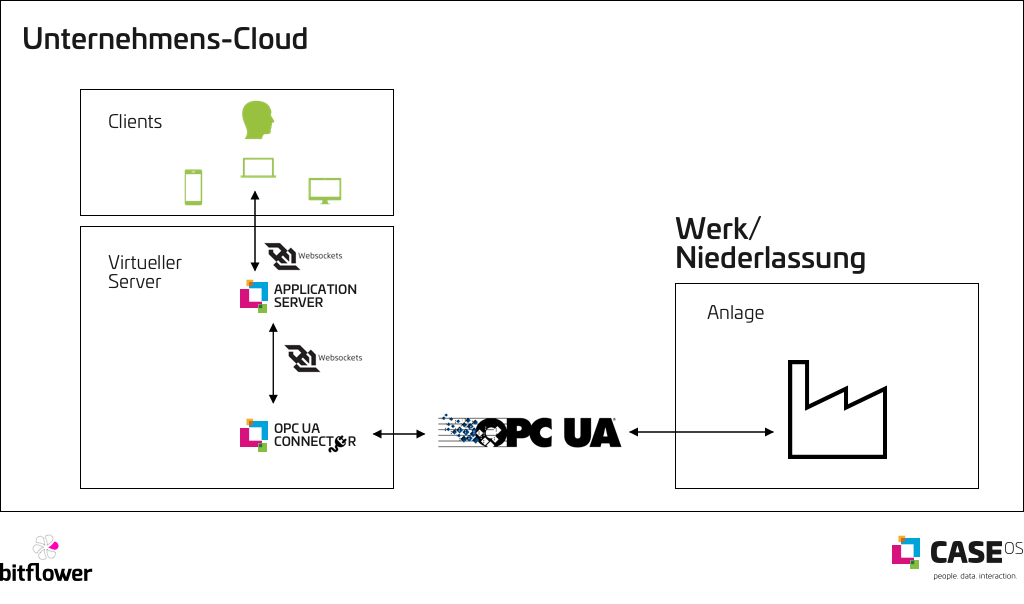 Unternehmens-Cloud
Clients
Virtueller
Server
Websockets
APPLICATION
SERVER
Websockets
OPC UA
CONNECTOR
OPC UA
Werk/
Niederlassung
Anlage
bitflower
CASE OS
people. data. interaction.